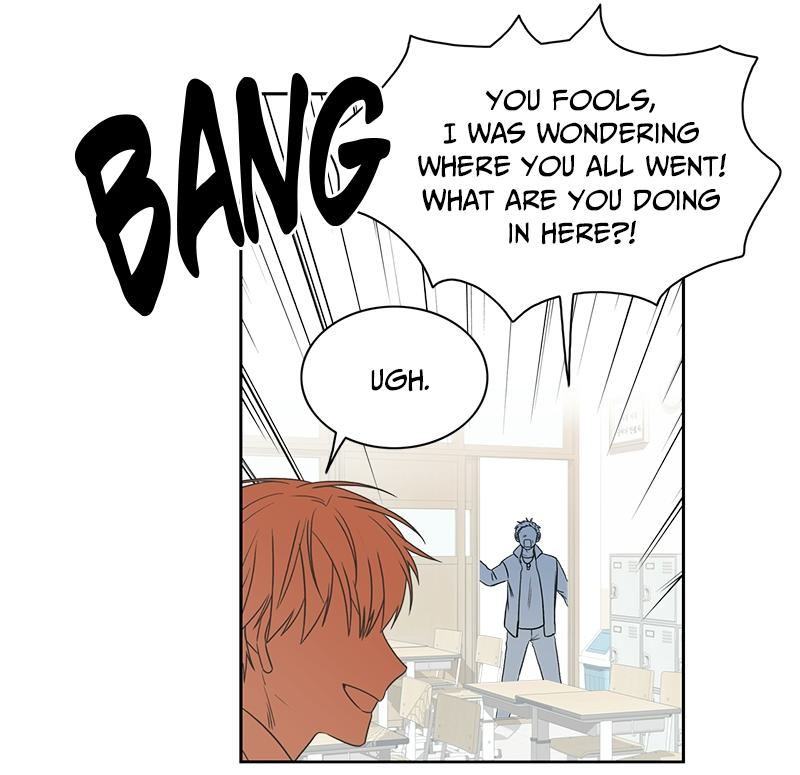 BANG
YOU FOOLS,
I WAS WONDERING
WHERE YOU ALL WENT!
WHAT ARE YOU DOING
IN HERE?!
UGH.